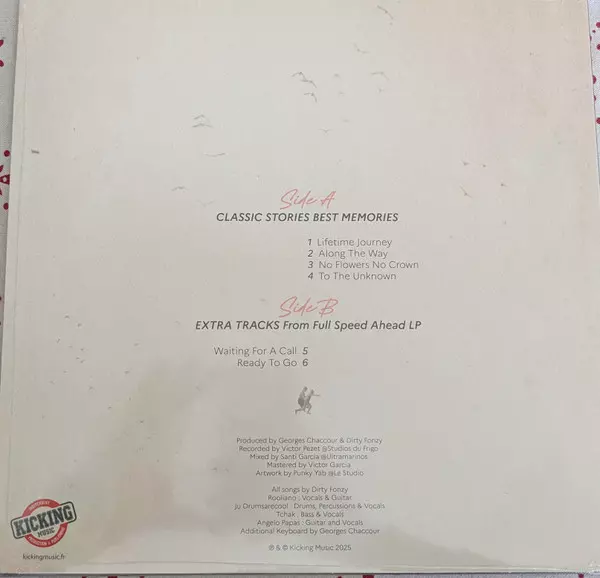 Side A
CLASSIC STORIES BEST MEMORIES
1 Lifetime Journey
2 Along The Way
3 No Flowers No Crown
4 To The Unknown
Side B
EXTRA TRACKS From Full Speed Ahead LP
Waiting For A Call 5
Ready To Go 6
Produced by Georges Chaccour & Dirty Fonzy
Recorded by Victor Pezet @Studios du Frigo
Mixed by Santi Garcia @Ultramarinos
Mastered by Victor Garcia
Artwork by Punky Yab @Le Studio
All songs by Dirty Fonzy
Rooliano : Vocals & Guitar
Jo Drumsarecool : Drums, Percussions & Vocals
Tchak : Bass & Vocals
Angelo Papas : Guitar and Vocals
Additional Keyboard by Georges Chaccour
℗ & © Kicking Music 2025
KICKING
MUSIC
kickingmusic.fr